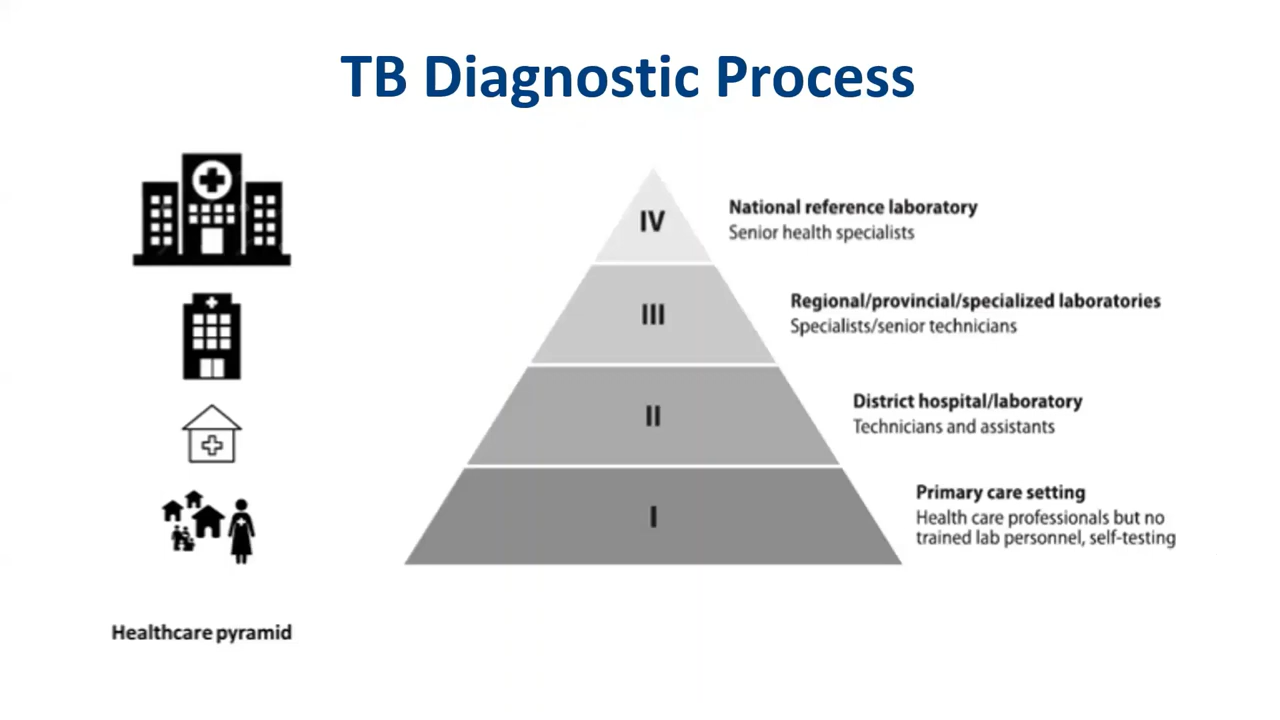 TB Diagnostic Process
IV
National reference laboratory
Senior health specialists
III
Regional/provincial/specialized laboratories
Specialists/senior technicians
II
District hospital/laboratory
Technicians and assistants
I
Primary care setting
Health care professionals but no
trained lab personnel, self-testing
Healthcare pyramid